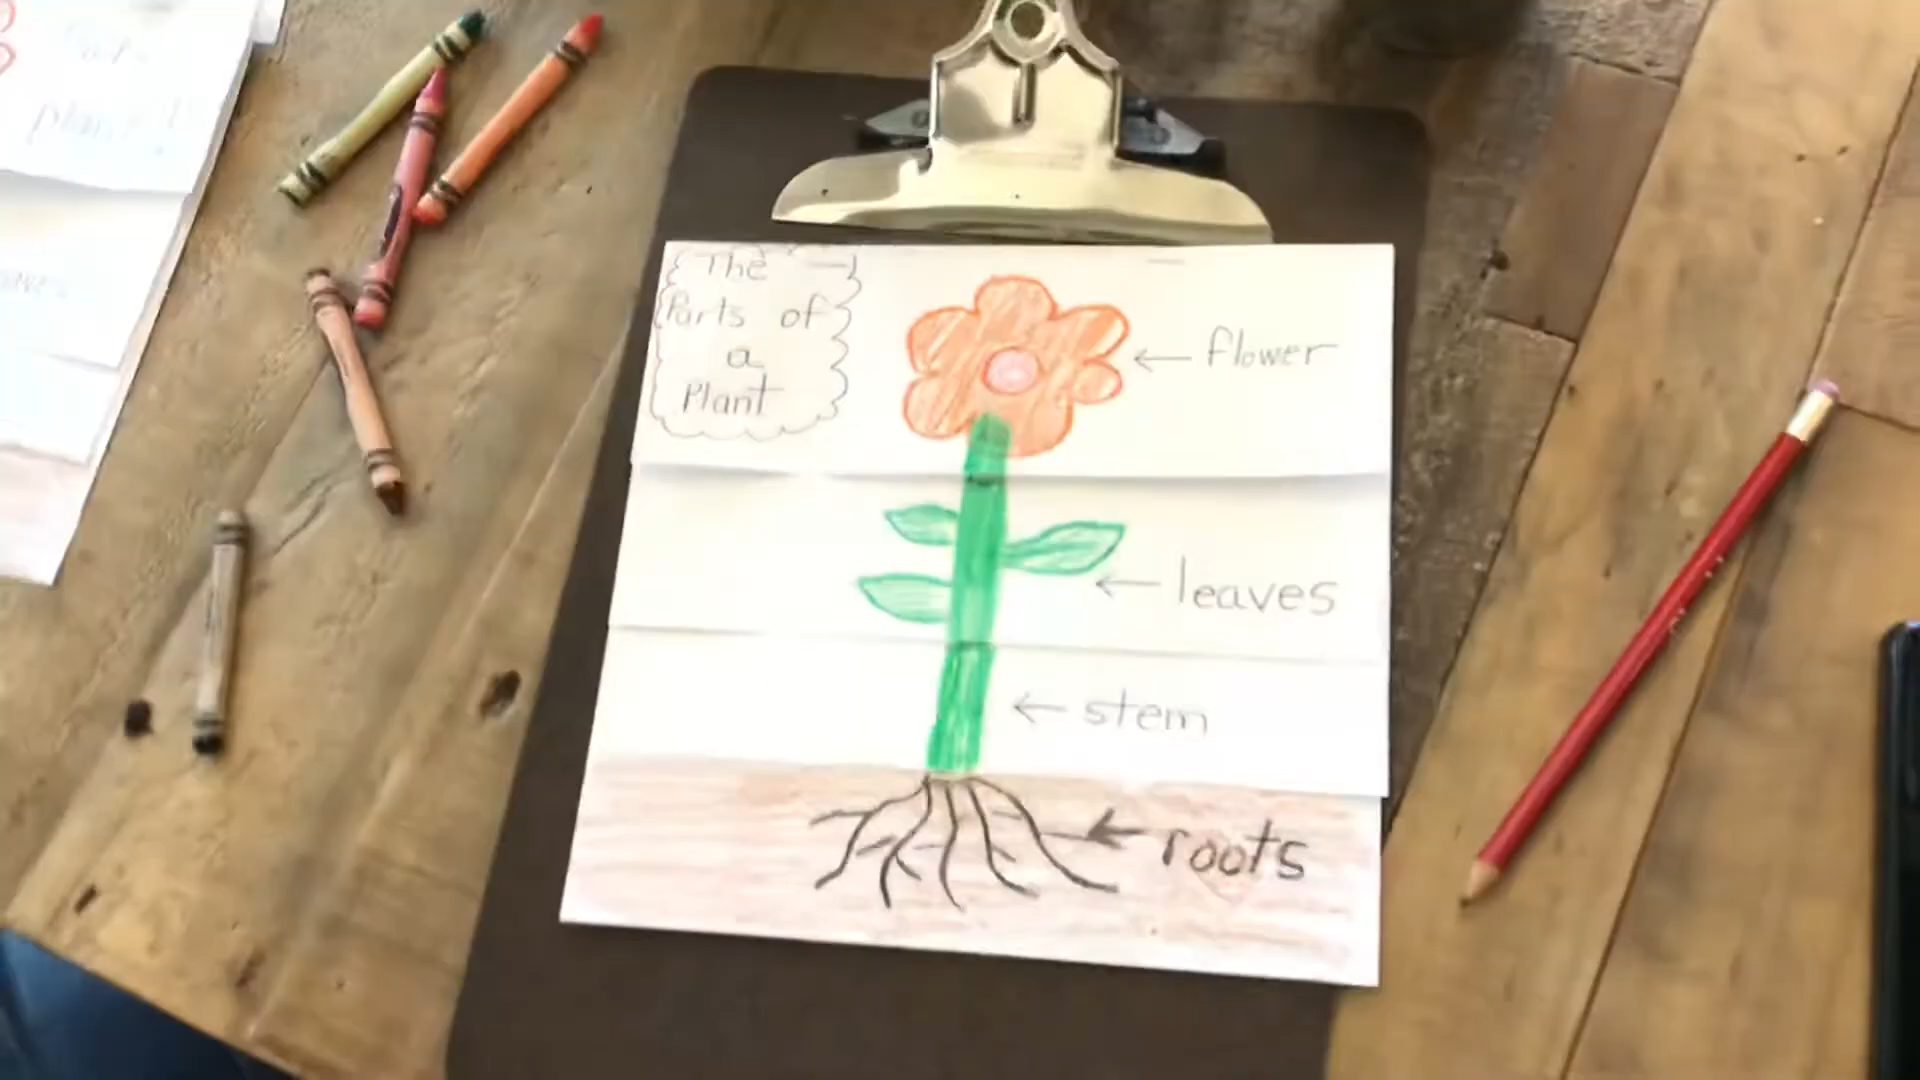 The
Parts of
a
Plant
flower
leaves
stem
roots